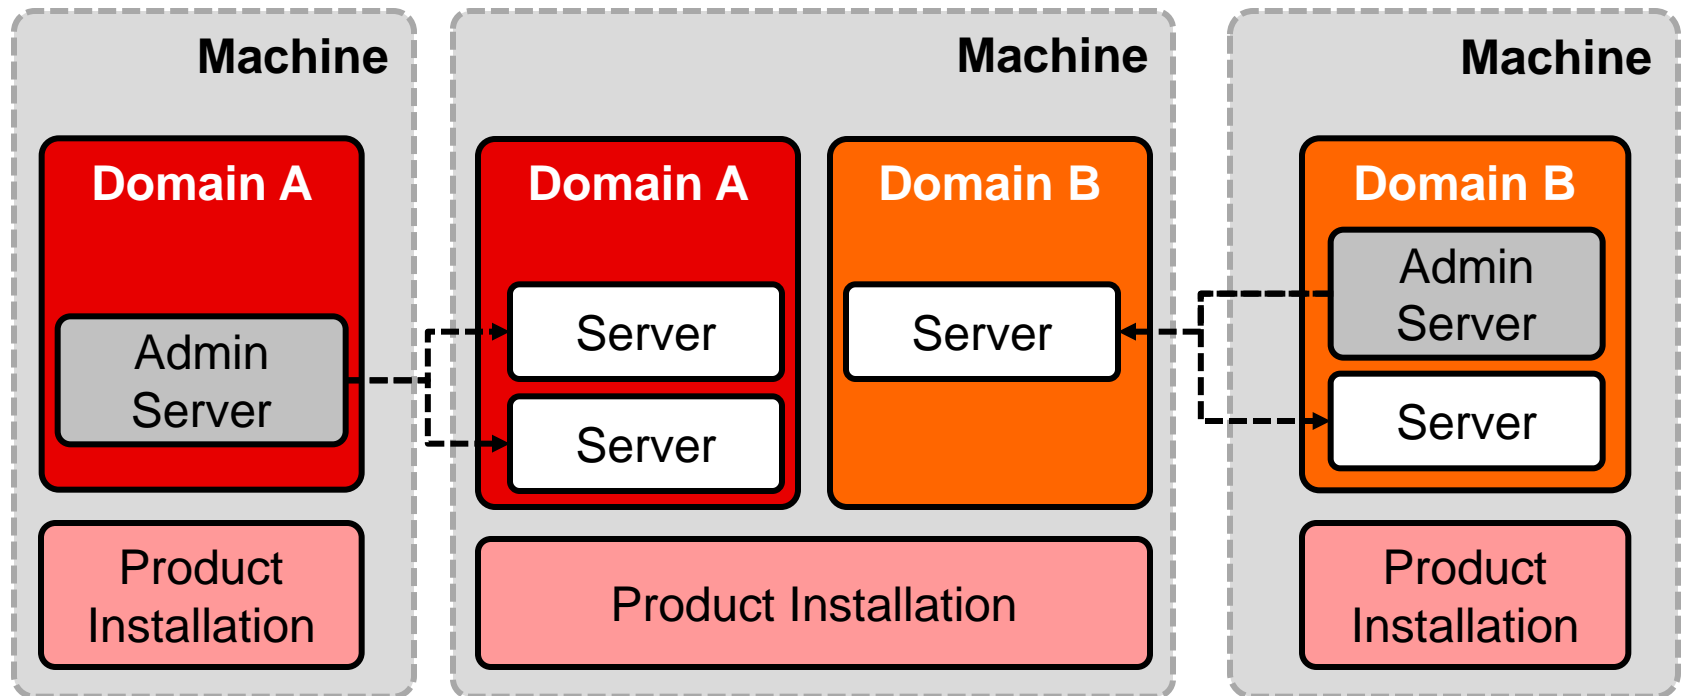 Machine
Domain A
Admin
Server
Product
Installation
Machine
Domain A
Server
Server
Domain B
Server
Product Installation
Machine
Domain B
Admin
Server
Server
Product
Installation